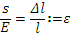 s/E = Δl/l := ε